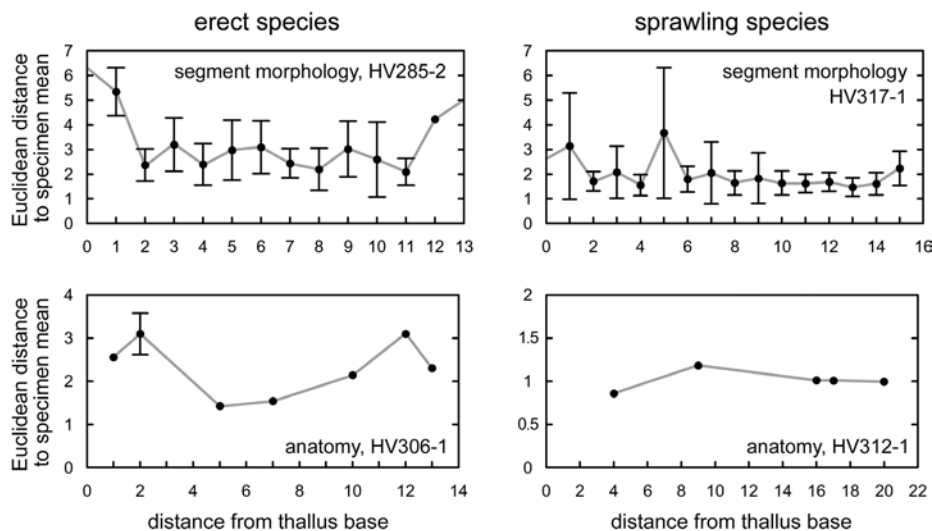 erect species
sprawling species
Euclidean distance
to specimen mean
7
6
5
4
3
2
1
0
segment morphology, HV285-2
0 1 2 3 4 5 6 7 8 9 10 11 12 13
7
6
5
4
3
2
1
0
segment morphology
HV317-1
0 2 4 6 8 10 12 14 16
Euclidean distance
to specimen mean
4
3
2
1
0
anatomy, HV306-1
0 2 4 6 8 10 12 14
distance from thallus base
2
1.5
1
0.5
0
anatomy, HV312-1
0 2 4 6 8 10 12 14 16 18 20 22
distance from thallus base